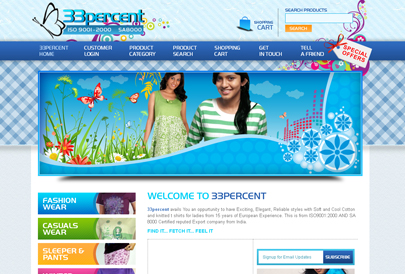 33percent
ISO 9001-2000 SA8000
SHOPPING
CART
SEARCH PRODUCTS
SEARCH
33PERCENT
HOME
CUSTOMER
LOGIN
PRODUCT
CATEGORY
PRODUCT
SEARCH
SHOPPING
CART
GET
IN TOUCH
TELL
A FRIEND
SPECIAL
OFFERS
FASHION
WEAR
CASUALS
WEAR
SLEEPER &
PANTS
WELCOME TO 33PERCENT
33percent avails You an oppertunity to have Exciting, Elegant, Reliable styles with Soft and Cool Cotton
and knitted t shirts for ladies from 15 years of European Experience. This is from ISO9001:2000 AND SA
8000 Certified reputed Export company from India.
FIND IT... FETCH IT... FEEL IT
Signup for Email Updates
SUBSCRIBE